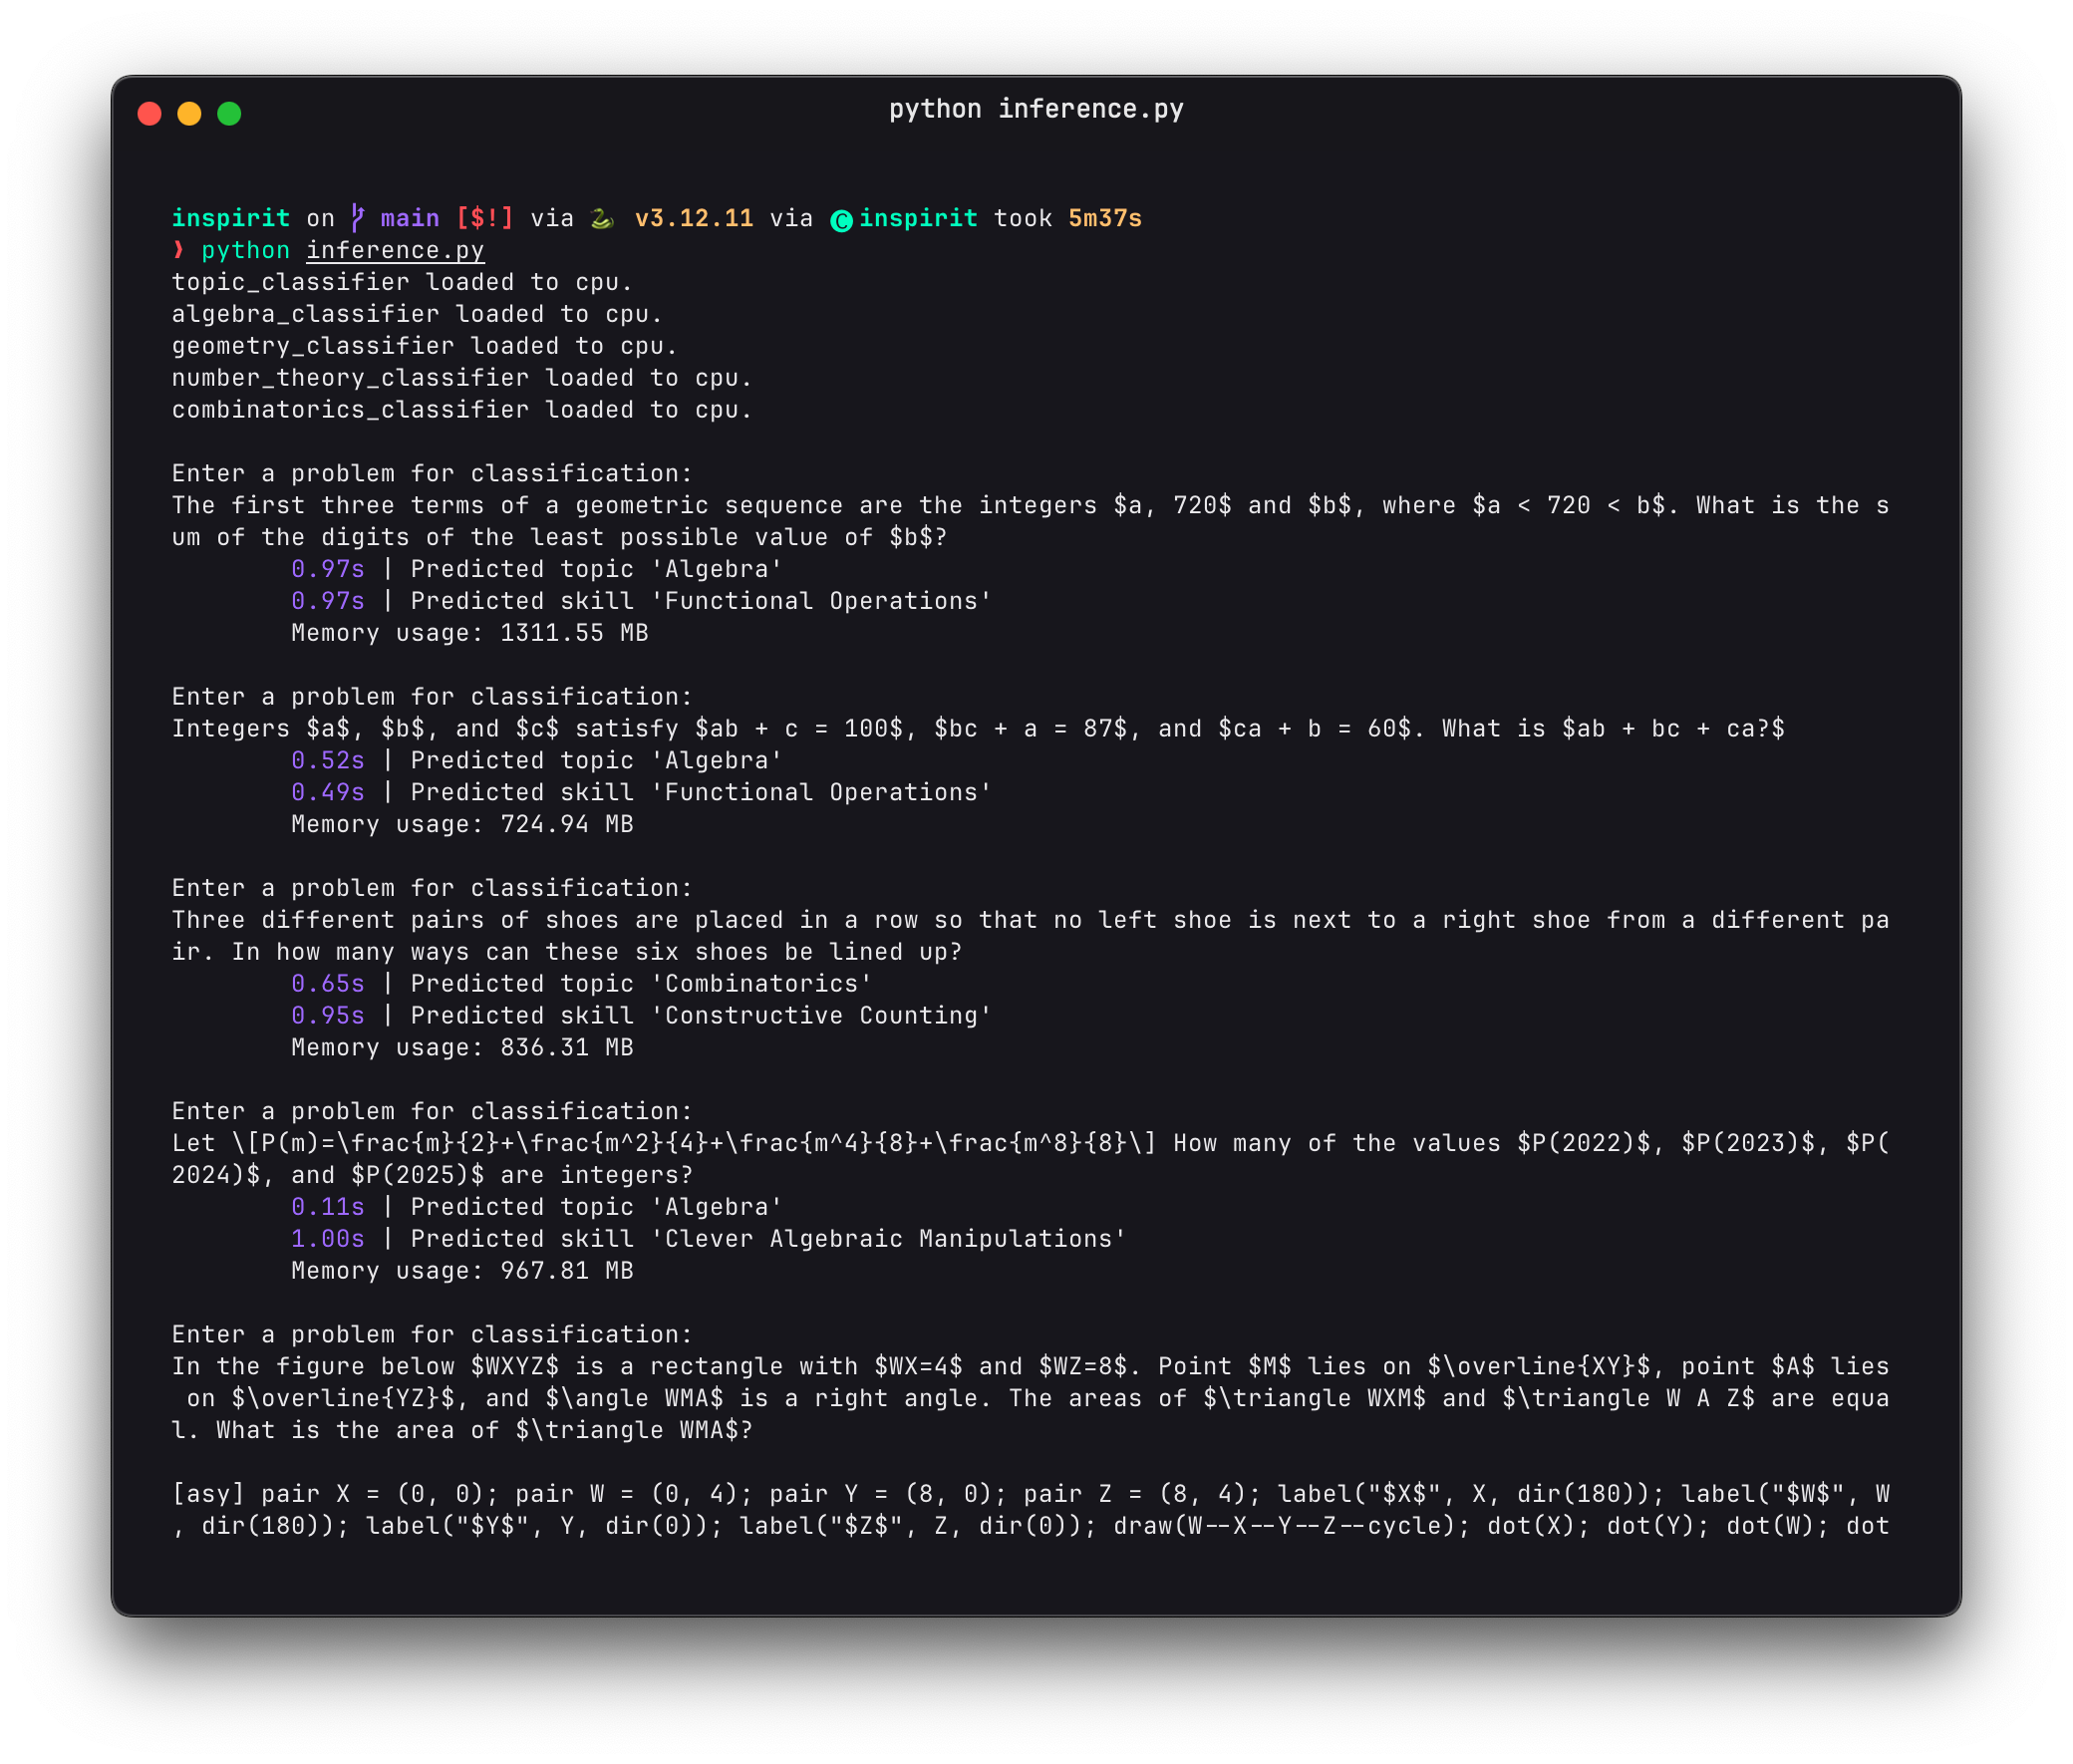 python inference.py
inspirit on main [$!] via 🐍 v3.12.11 via inspirit took 5m37s
❱ python inference.py
topic_classifier loaded to cpu.
algebra_classifier loaded to cpu.
geometry_classifier loaded to cpu.
number_theory_classifier loaded to cpu.
combinatorics_classifier loaded to cpu.
Enter a problem for classification:
The first three terms of a geometric sequence are the integers $a, 720$ and $b$, where $a < 720 < b$. What is the s
um of the digits of the least possible value of $b$?
0.97s | Predicted topic 'Algebra'
0.97s | Predicted skill 'Functional Operations'
Memory usage: 1311.55 MB
Enter a problem for classification:
Integers $a$, $b$, and $c$ satisfy $ab + c = 100$, $bc + a = 87$, and $ca + b = 60$. What is $ab + bc + ca?$
0.52s | Predicted topic 'Algebra'
0.49s | Predicted skill 'Functional Operations'
Memory usage: 724.94 MB
Enter a problem for classification:
Three different pairs of shoes are placed in a row so that no left shoe is next to a right shoe from a different pa
ir. In how many ways can these six shoes be lined up?
0.65s | Predicted topic 'Combinatorics'
0.95s | Predicted skill 'Constructive Counting'
Memory usage: 836.31 MB
Enter a problem for classification:
Let \[P(m)=\frac{m}{2}+\frac{m^2}{4}+\frac{m^4}{8}+\frac{m^8}{8}\] How many of the values $P(2022)$, $P(2023)$, $P(
2024)$, and $P(2025)$ are integers?
0.11s | Predicted topic 'Algebra'
1.00s | Predicted skill 'Clever Algebraic Manipulations'
Memory usage: 967.81 MB
Enter a problem for classification:
In the figure below $WXYZ$ is a rectangle with $WX=4$ and $WZ=8$. Point $M$ lies on $\overline{XY}$, point $A$ lies
 on $\overline{YZ}$, and $\angle WMA$ is a right angle. The areas of $\triangle WXM$ and $\triangle W A Z$ are equa
l. What is the area of $\triangle WMA$?
[asy] pair X = (0, 0); pair W = (0, 4); pair Y = (8, 0); pair Z = (8, 4); label("$X$", X, dir(180)); label("$W$", W
, dir(180)); label("$Y$", Y, dir(0)); label("$Z$", Z, dir(0)); draw(W--X--Y--Z--cycle); dot(X); dot(Y); dot(W); dot